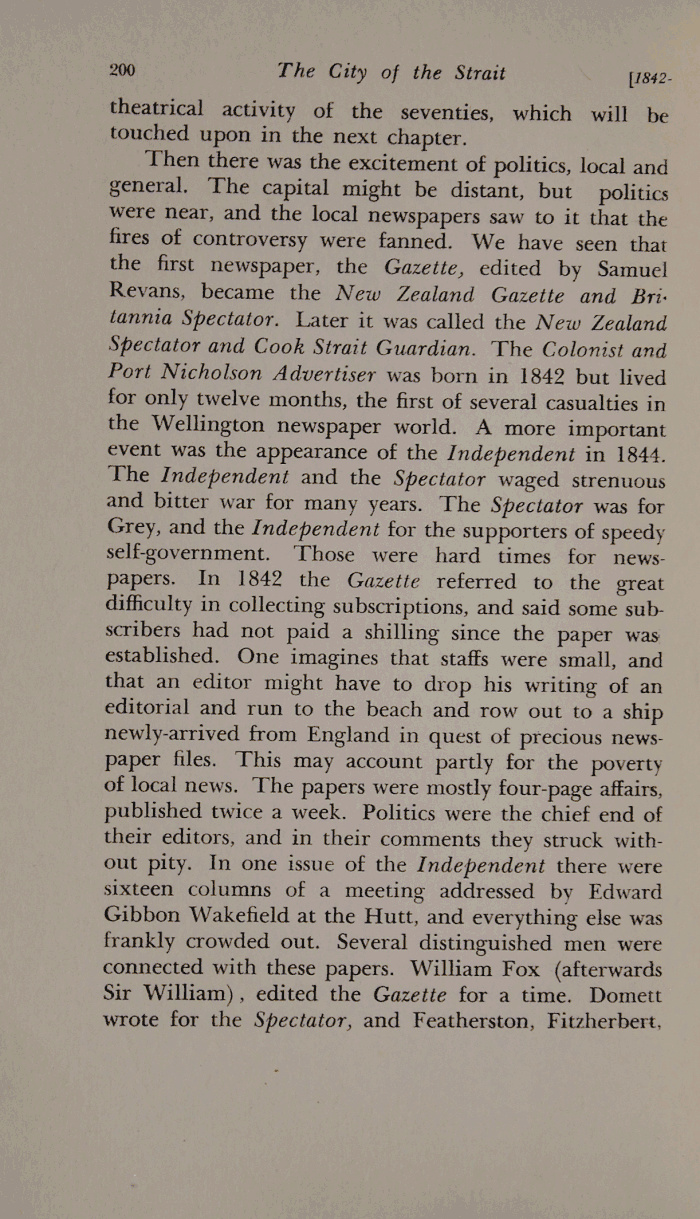 200 The City of the Strait [1842-
theatrical activity of the seventies, which will be
touched upon in the next chapter.
Then there was the excitement of politics, local and
general. The capital might be distant, but politics
were near, and the local newspapers saw to it that the
fires of controversy were fanned. We have seen that
the first newspaper, the Gazette, edited by Samuel
Revans, became the New Zealand Gazette and Bri-
tannia Spectator. Later it was called the New Zealand
Spectator and Cook Strait Guardian. The Colonist and
Port Nicholson Advertiser was born in 1842 but lived
for only twelve months, the first of several casualties in
the Wellington newspaper world. A more important
event was the appearance of the Independent in 1844.
The Independent and the Spectator waged strenuous
and bitter war for many years. The Spectator was for
Grey, and the Independent for the supporters of speedy
self-government. Those were hard times for news-
papers. In 1842 the Gazette referred to the great
difficulty in collecting subscriptions, and said some sub-
scribers had not paid a shilling since the paper was
established. One imagines that staffs were small, and
that an editor might have to drop his writing of an
editorial and run to the beach and row out to a ship
newly-arrived from England in quest of precious news-
paper files. This may account partly for the poverty
of local news. The papers were mostly four-page affairs,
published twice a week. Politics were the chief end of
their editors, and in their comments they struck with-
out pity. In one issue of the Independent there were
sixteen columns of a meeting addressed by Edward
Gibbon Wakefield at the Hutt, and everything else was
frankly crowded out. Several distinguished men were
connected with these papers. William Fox (afterwards
Sir William), edited the Gazette for a time. Domett
wrote for the Spectator, and Featherston, Fitzherbert,